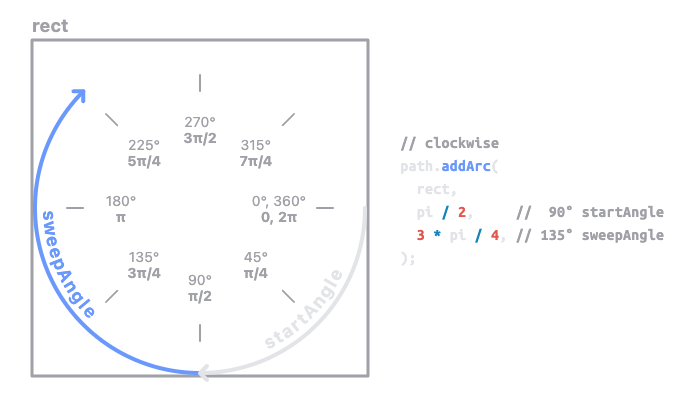 rect
270°
3π/2
225°
5π/4
315°
7π/4
180°
π
0°, 360°
0, 2π
135°
3π/4
45°
π/4
90°
π/2
sweepAngle
startAngle
// clockwise
path.addArc(
rect,
pi / 2, // 90° startAngle
3 * pi / 4, // 135° sweepAngle
);